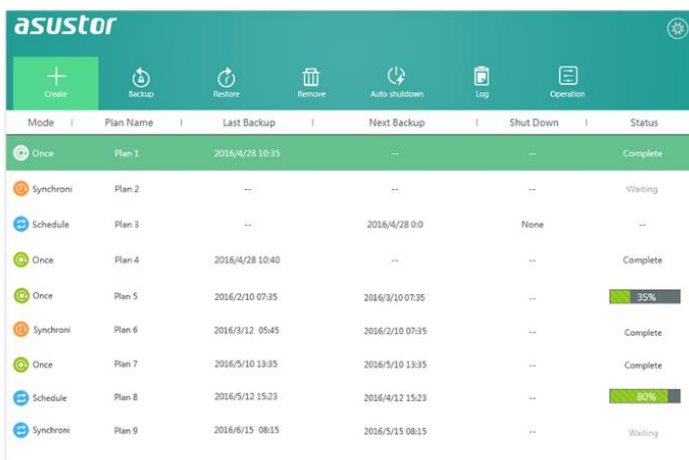 asustor
Create Backup Restore Remove Auto shutdown Log Operation
Mode Plan Name Last Backup Next Backup Shut Down Status
Once Plan 1 2016/4/28 10:35 -- -- Complete
Synchroni Plan 2 -- -- -- Waiting
Schedule Plan 3 -- 2016/4/28 0:0 None --
Once Plan 4 2016/4/28 10:40 -- -- Complete
Once Plan 5 2016/2/10 07:35 2016/3/10 07:35 -- 35%
Synchroni Plan 6 2016/3/12 05:45 2016/2/10 07:35 -- Complete
Once Plan 7 2016/5/10 13:35 2016/5/10 13:35 -- Complete
Schedule Plan 8 2016/5/12 15:23 2016/4/12 15:23 -- 80%
Synchroni Plan 9 2016/6/15 08:15 2016/5/15 08:15 -- Waiting